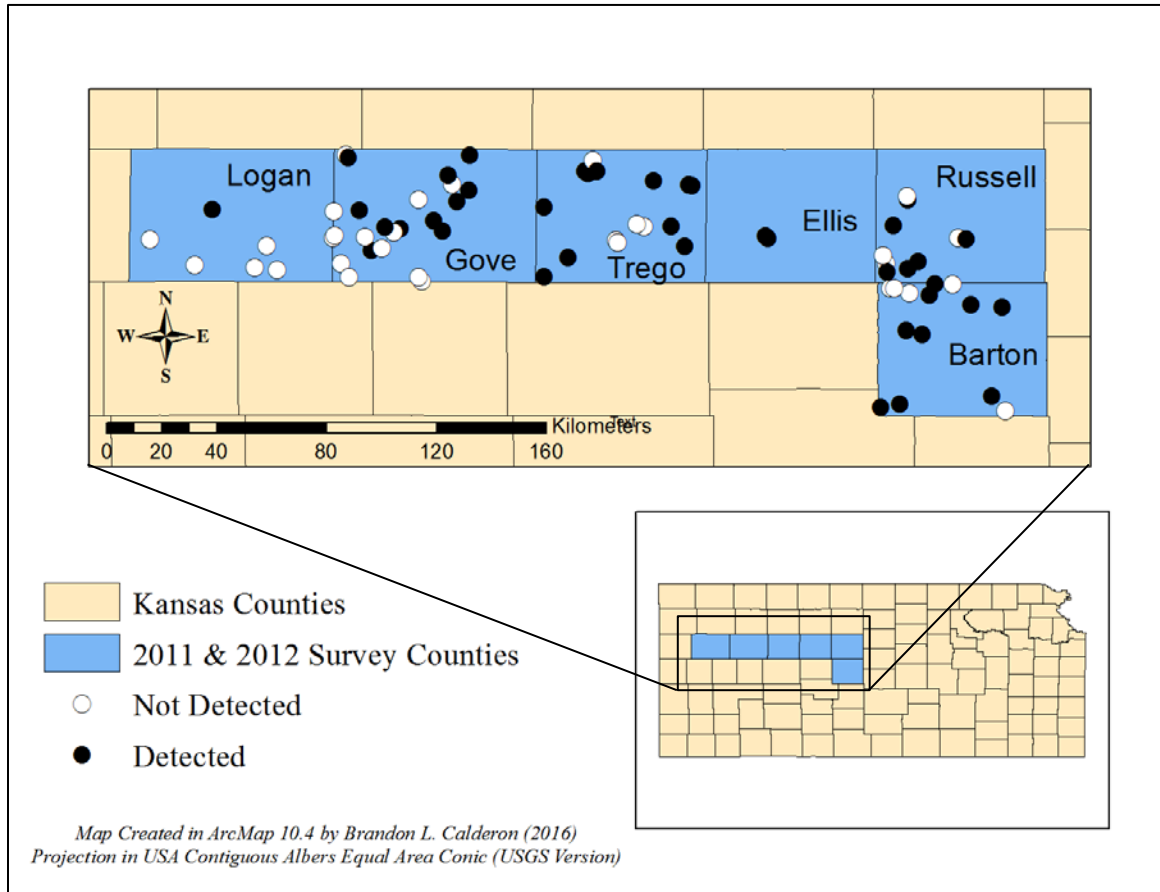 Logan
Gove
Trego
Ellis
Russell
Barton
N
W E
S
Text
Kilometers
0 20 40 80 120 160
Kansas Counties
2011 & 2012 Survey Counties
Not Detected
Detected
Map Created in ArcMap 10.4 by Brandon L. Calderon (2016)
Projection in USA Contiguous Albers Equal Area Conic (USGS Version)